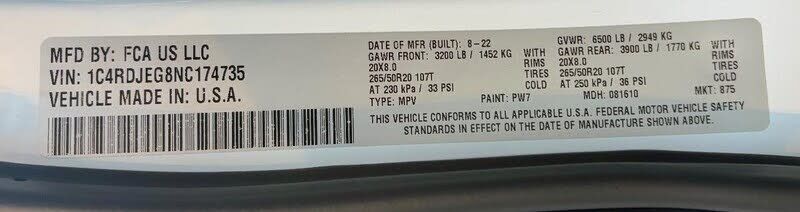 MFD BY: FCA US LLC
VIN: 1C4RDJEG8NC174735
VEHICLE MADE IN: U.S.A.
DATE OF MFR (BUILT): 8-22 GVWR: 6500 LB / 2949 KG
GAWR FRONT: 3200 LB / 1452 KG WITH GAWR REAR: 3900 LB / 1770 KG WITH
20X8.0 RIMS 20X8.0 RIMS
265/50R20 107T TIRES 265/50R20 107T TIRES
AT 230 kPa / 33 PSI COLD AT 250 kPa / 36 PSI COLD
TYPE: MPV PAINT: PW7 MDH: 081610 MKT: 875
THIS VEHICLE CONFORMS TO ALL APPLICABLE U.S.A. FEDERAL MOTOR VEHICLE SAFETY
STANDARDS IN EFFECT ON THE DATE OF MANUFACTURE SHOWN ABOVE.